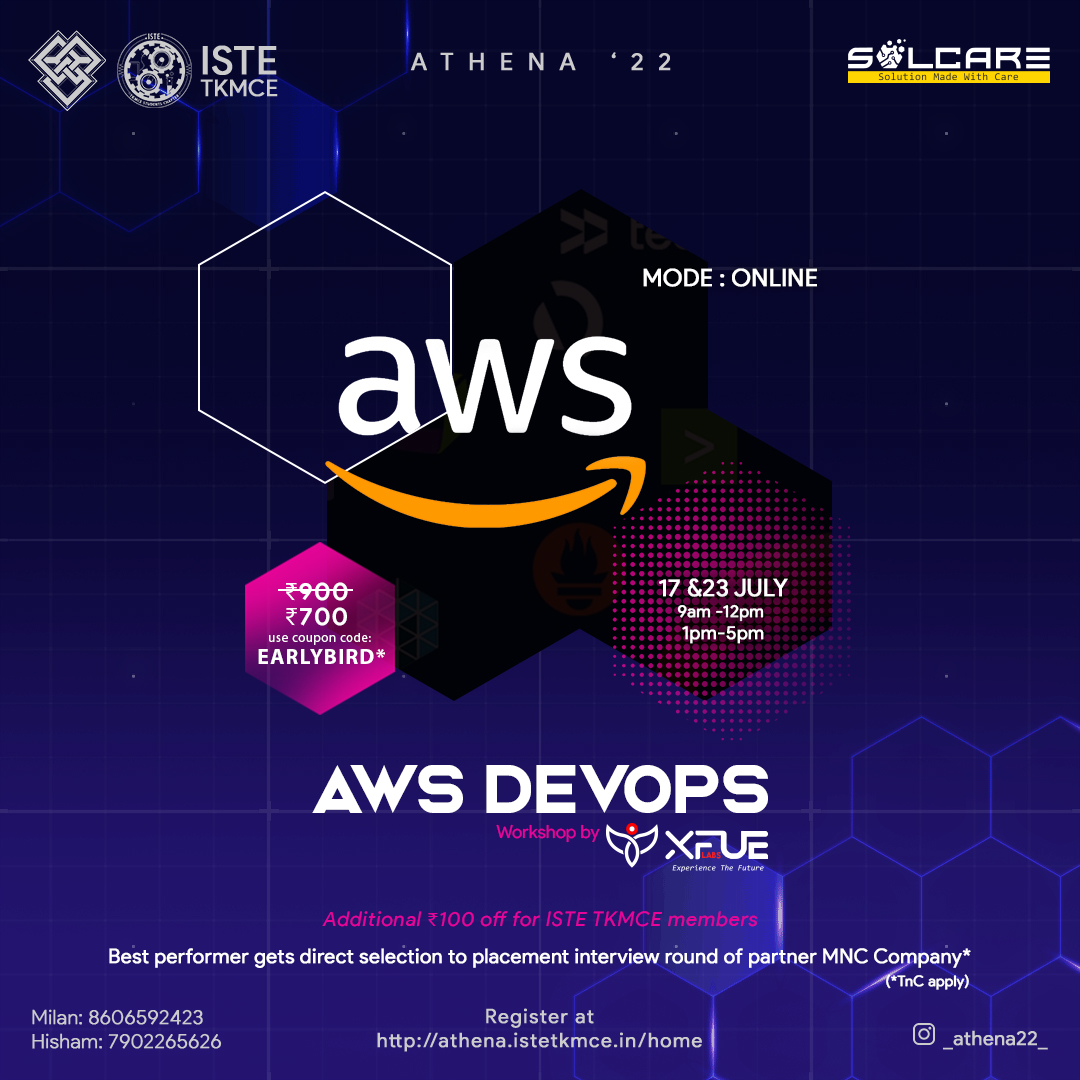 ISTE
TKMCE
ATHENA ‘22
SOLCARE
Solution Made With Care
MODE : ONLINE
aws
₹900
₹700
use coupon code:
EARLYBIRD*
17 &23 JULY
9am -12pm
1pm-5pm
AWS DEVOPS
Workshop by
XFUE
LABS
Experience The Future
Additional ₹100 off for ISTE TKMCE members
Best performer gets direct selection to placement interview round of partner MNC Company*
(*TnC apply)
Milan: 8606592423
Hisham: 7902265626
Register at
http://athena.istetkmce.in/home
_athena22_